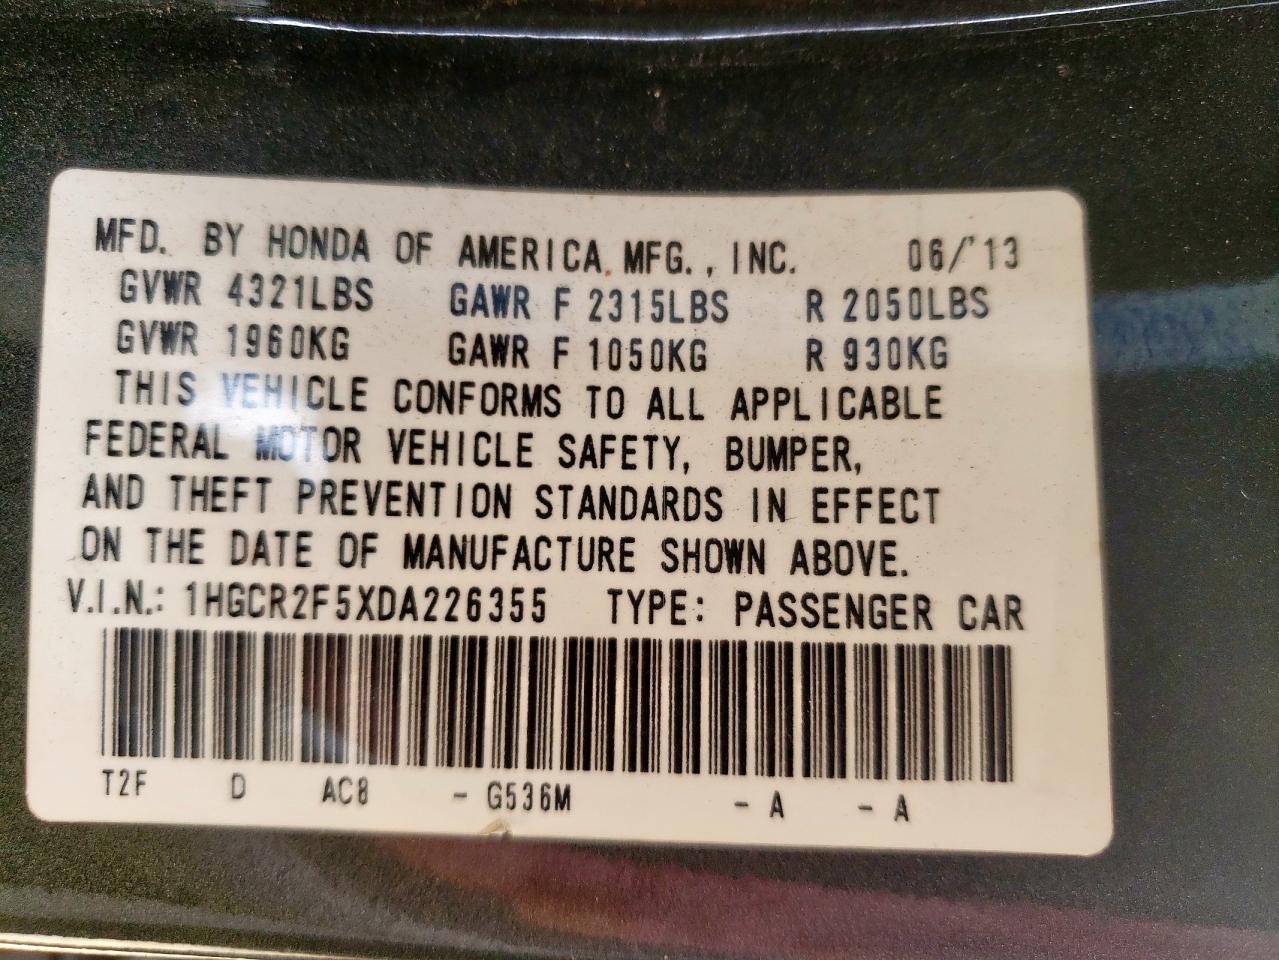 MFD. BY HONDA OF AMERICA MFG., INC. 06/'13
GVWR 4321LBS GAWR F 2315LBS R 2050LBS
GVWR 1960KG GAWR F 1050KG R 930KG
THIS VEHICLE CONFORMS TO ALL APPLICABLE
FEDERAL MOTOR VEHICLE SAFETY, BUMPER,
AND THEFT PREVENTION STANDARDS IN EFFECT
ON THE DATE OF MANUFACTURE SHOWN ABOVE.
V.I.N.: 1HGCR2F5XDA226355 TYPE: PASSENGER CAR
T2F D AC8 - G536M - A - A